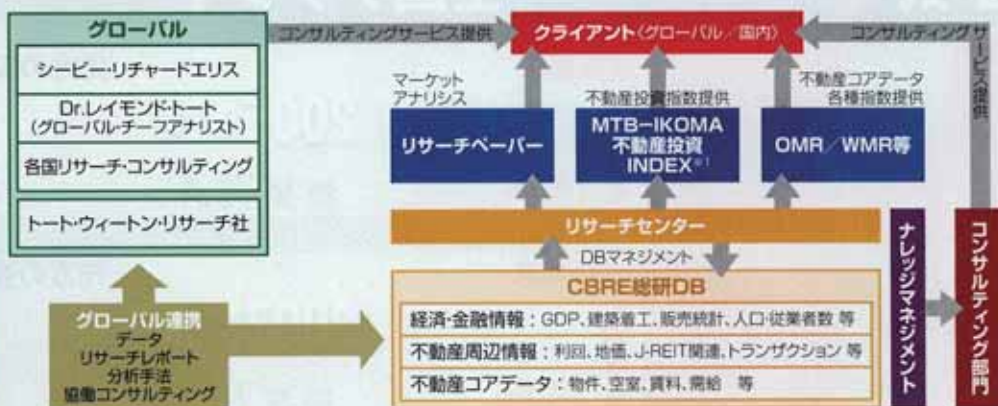 グローバル
シービー・リチャードエリス
Dr.レイモンド・トート
(グローバル・チーフアナリスト)
各国リサーチ・コンサルティング
トート・ウィートン・リサーチ社
コンサルティングサービス提供
クライアント〈グローバル/国内〉
コンサルティングサ
ービス提供
マーケット
アナリシス
不動産投資指数提供
不動産コアデータ
各種指数提供
リサーチペーパー
MTB-IKOMA
不動産投資
INDEX※1
OMR/WMR等
リサーチセンター
DBマネジメント
CBRE総研DB
経済・金融情報:GDP、建築着工、販売統計、人口・従業者数 等
不動産周辺情報:利回、地価、J-REIT関連、トランザクション 等
不動産コアデータ:物件、空室、賃料、需給 等
ナレッジマネジメント
コンサルティング部門
グローバル連携
データ
リサーチレポート
分析手法
協働コンサルティング